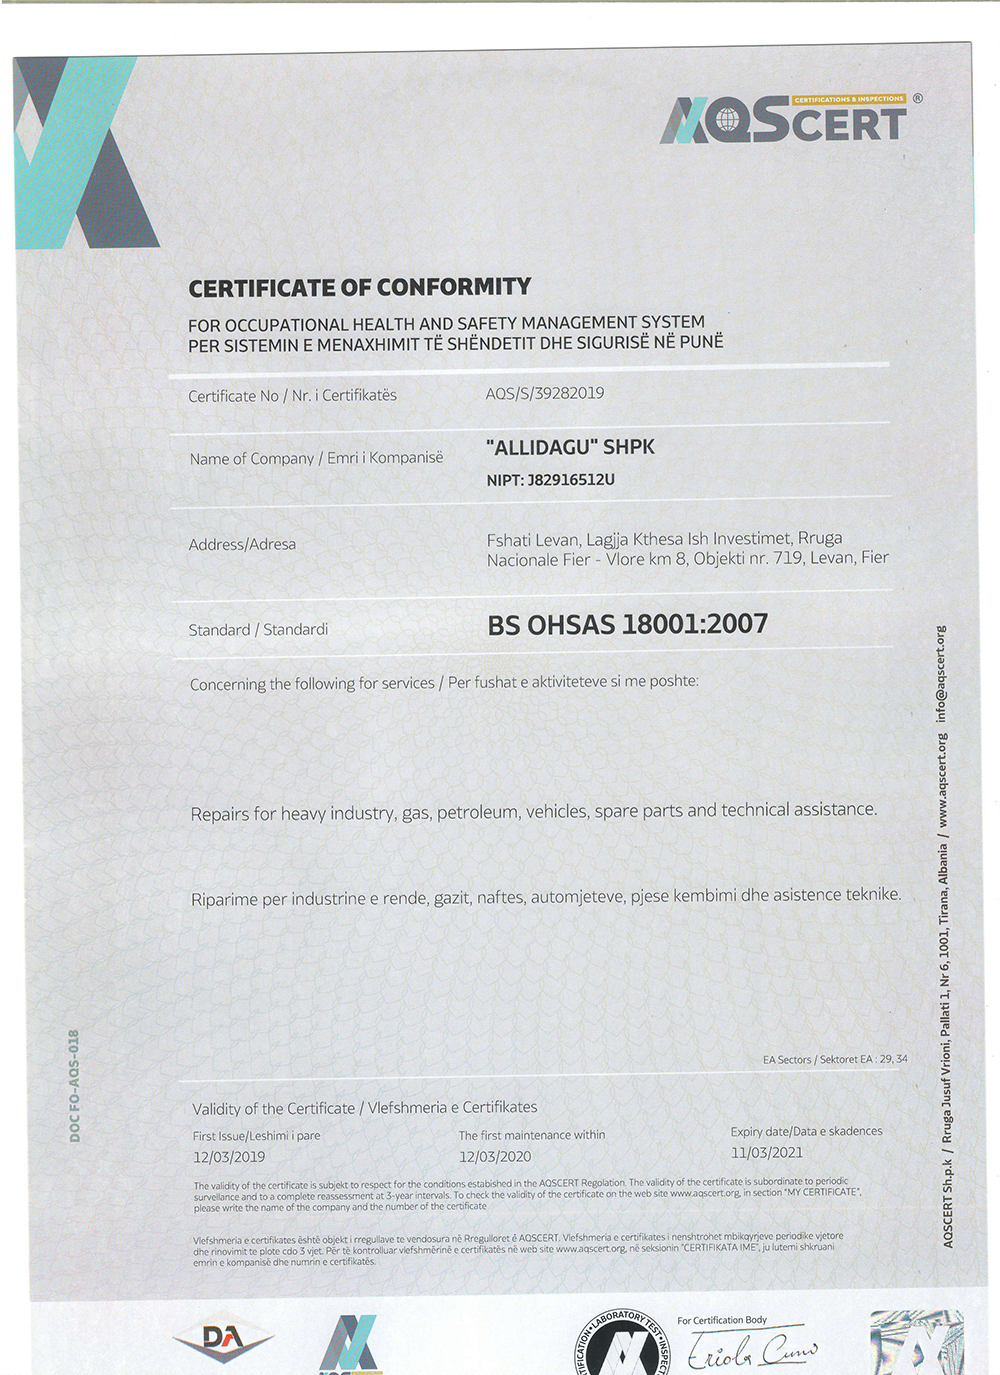 CERTIFICATIONS & INSPECTIONS
AQSCERT ®
CERTIFICATE OF CONFORMITY
FOR OCCUPATIONAL HEALTH AND SAFETY MANAGEMENT SYSTEM
PER SISTEMIN E MENAXHIMIT TË SHËNDETIT DHE SIGURISË NË PUNË
Certificate No / Nr. i Certifikatës AQS/S/39282019
Name of Company / Emri i Kompanisë "ALLIDAGU" SHPK
NIPT: J82916512U
Address/Adresa Fshati Levan, Lagjja Kthesa Ish Investimet, Rruga
Nacionale Fier - Vlore km 8, Objekti nr. 719, Levan, Fier
Standard / Standardi BS OHSAS 18001:2007
Concerning the following for services / Per fushat e aktiviteteve si me poshte:
Repairs for heavy industry, gas, petroleum, vehicles, spare parts and technical assistance.
Riparime per industrine e rende, gazit, naftes, automjeteve, pjese kembimi dhe asistence teknike.
EA Sectors / Sektoret EA : 29, 34
Validity of the Certificate / Vlefshmeria e Certifikates
First Issue/Leshimi i pare The first maintenance within Expiry date/Data e skadences
12/03/2019 12/03/2020 11/03/2021
The validity of the certificate is subjekt to respect for the conditions estabished in the AQSCERT Regolation. The validity of the certificate is subordinate to periodic
survellance and to a complete reassessment at 3-year intervals. To check the validity of the certificate on the web site www.aqscert.org, in section "MY CERTIFICATE",
please write the name of the company and the number of the certificate
Vlefshmeria e certifikates është objekt i rregullave te vendosura në Rregulloret ë AQSCERT. Vlefshmeria e certifikates i nenshtrohet mbikqyrjeve periodike vjetore
dhe rinovimit te plote cdo 3 vjet. Për të kontrolluar vlefshmërinë e certifikatës në web site www.aqscert.org, në seksionin "CERTIFIKATA IME", ju lutemi shkruani
emrin e kompanisë dhe numrin e certifikatës.
DOC FO-AQS-018
AQSCERT Sh.p.k / Rruga Jusuf Vrioni, Pallati 1, Nr 6, 1001, Tirana, Albania / www.aqscert.org info@aqscert.org
DA
LABORATORY TEST
For Certification Body
Eriola Cuno